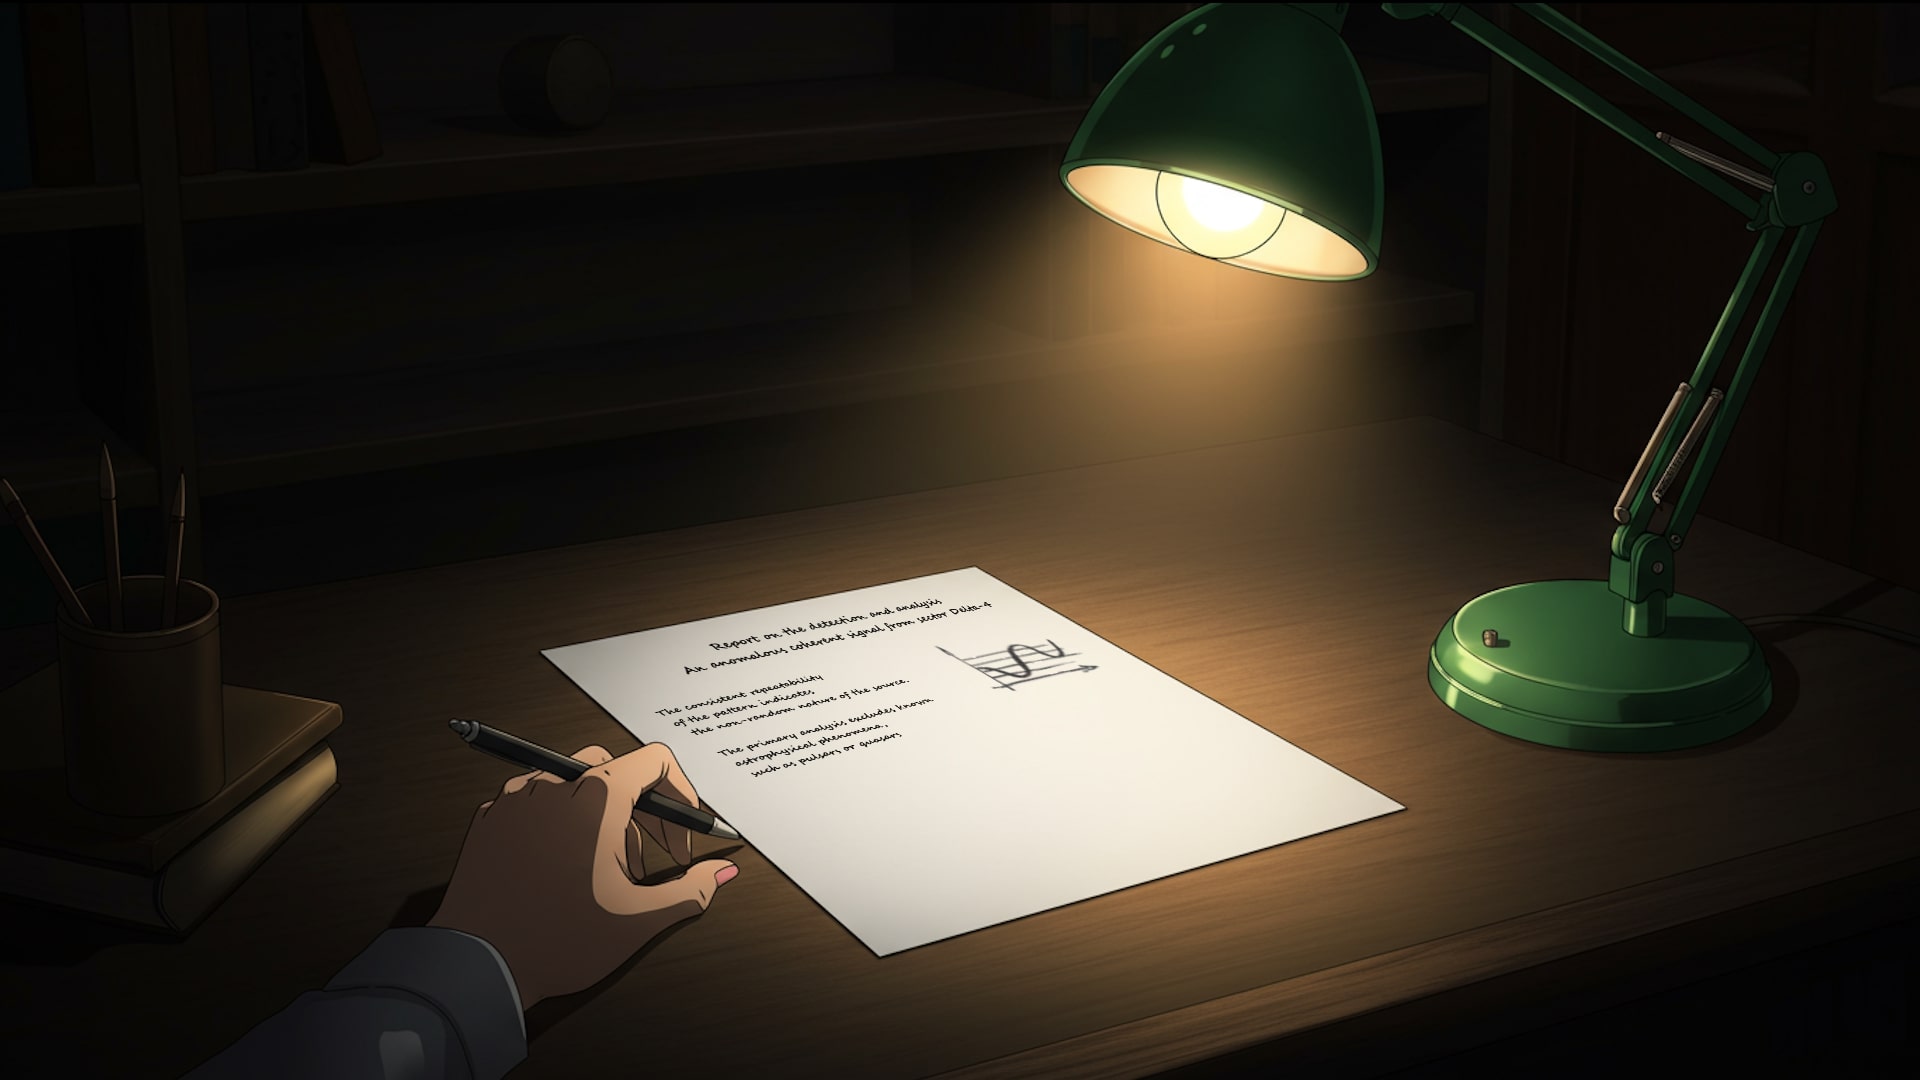 Report on the detection and analysis
An anomalous coherent signal from sector Delta-4
The consistent repeatability
of the pattern indicates
the non-random nature of the source.
The primary analysis excludes known
astrophysical phenomena,
such as pulsars or quasars